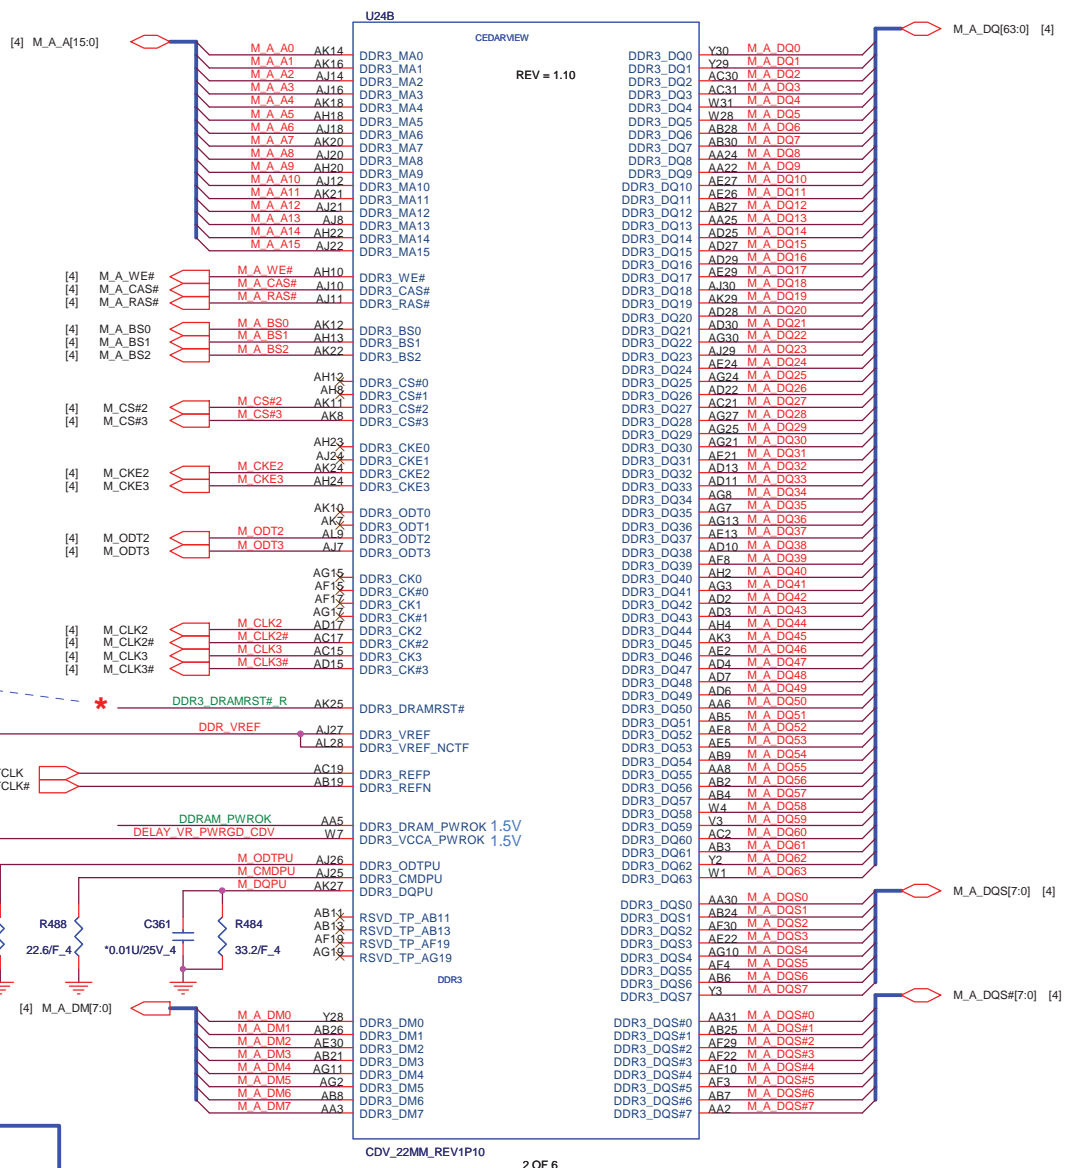 U24B
CEDARVIEW
REV = 1.10
[4] M_A_A[15:0]
M_A_A0 AK14 DDR3_MA0
M_A_A1 AK16 DDR3_MA1
M_A_A2 AJ14 DDR3_MA2
M_A_A3 AJ16 DDR3_MA3
M_A_A4 AK18 DDR3_MA4
M_A_A5 AH18 DDR3_MA5
M_A_A6 AJ18 DDR3_MA6
M_A_A7 AK20 DDR3_MA7
M_A_A8 AJ20 DDR3_MA8
M_A_A9 AH20 DDR3_MA9
M_A_A10 AJ12 DDR3_MA10
M_A_A11 AK21 DDR3_MA11
M_A_A12 AJ21 DDR3_MA12
M_A_A13 AJ8 DDR3_MA13
M_A_A14 AH22 DDR3_MA14
M_A_A15 AJ22 DDR3_MA15
[4] M_A_WE# M_A_WE# AH10 DDR3_WE#
[4] M_A_CAS# M_A_CAS# AJ10 DDR3_CAS#
[4] M_A_RAS# M_A_RAS# AJ11 DDR3_RAS#
[4] M_A_BS0 M_A_BS0 AK12 DDR3_BS0
[4] M_A_BS1 M_A_BS1 AH13 DDR3_BS1
[4] M_A_BS2 M_A_BS2 AK22 DDR3_BS2
AH12 DDR3_CS#0
AH8 DDR3_CS#1
[4] M_CS#2 M_CS#2 AK11 DDR3_CS#2
[4] M_CS#3 M_CS#3 AK8 DDR3_CS#3
AH23 DDR3_CKE0
AJ24 DDR3_CKE1
[4] M_CKE2 M_CKE2 AK24 DDR3_CKE2
[4] M_CKE3 M_CKE3 AH24 DDR3_CKE3
AK10 DDR3_ODT0
AK7 DDR3_ODT1
[4] M_ODT2 M_ODT2 AL9 DDR3_ODT2
[4] M_ODT3 M_ODT3 AJ7 DDR3_ODT3
AG15 DDR3_CK0
AF15 DDR3_CK#0
AF17 DDR3_CK1
AG17 DDR3_CK#1
[4] M_CLK2 M_CLK2 AD17 DDR3_CK2
[4] M_CLK2# M_CLK2# AC17 DDR3_CK#2
[4] M_CLK3 M_CLK3 AC15 DDR3_CK3
[4] M_CLK3# M_CLK3# AD15 DDR3_CK#3
* DDR3_DRAMRST#_R AK25 DDR3_DRAMRST#
DDR_VREF AJ27 DDR3_VREF
AL28 DDR3_VREF_NCTF
CLK AC19 DDR3_REFP
CLK# AB19 DDR3_REFN
DDRAM_PWROK AA5 DDR3_DRAM_PWROK 1.5V
DELAY_VR_PWRGD_CDV W7 DDR3_VCCA_PWROK 1.5V
M_ODTPU AJ26 DDR3_ODTPU
M_CMDPU AJ25 DDR3_CMDPU
M_DQPU AK27 DDR3_DQPU
AB11 RSVD_TP_AB11
AB13 RSVD_TP_AB13
AF19 RSVD_TP_AF19
AG19 RSVD_TP_AG19
R488 C361 R484
22.6/F_4 *0.01U/25V_4 33.2/F_4
DDR3
[4] M_A_DM[7:0]
M_A_DM0 Y28 DDR3_DM0
M_A_DM1 AB26 DDR3_DM1
M_A_DM2 AE30 DDR3_DM2
M_A_DM3 AB21 DDR3_DM3
M_A_DM4 AG11 DDR3_DM4
M_A_DM5 AG2 DDR3_DM5
M_A_DM6 AB8 DDR3_DM6
M_A_DM7 AA3 DDR3_DM7
M_A_DQ[63:0] [4]
DDR3_DQ0 Y30 M_A_DQ0
DDR3_DQ1 Y29 M_A_DQ1
DDR3_DQ2 AC30 M_A_DQ2
DDR3_DQ3 AC31 M_A_DQ3
DDR3_DQ4 W31 M_A_DQ4
DDR3_DQ5 W28 M_A_DQ5
DDR3_DQ6 AB28 M_A_DQ6
DDR3_DQ7 AB30 M_A_DQ7
DDR3_DQ8 AA24 M_A_DQ8
DDR3_DQ9 AA22 M_A_DQ9
DDR3_DQ10 AE27 M_A_DQ10
DDR3_DQ11 AE26 M_A_DQ11
DDR3_DQ12 AB27 M_A_DQ12
DDR3_DQ13 AA25 M_A_DQ13
DDR3_DQ14 AD25 M_A_DQ14
DDR3_DQ15 AD27 M_A_DQ15
DDR3_DQ16 AD29 M_A_DQ16
DDR3_DQ17 AE29 M_A_DQ17
DDR3_DQ18 AJ30 M_A_DQ18
DDR3_DQ19 AK29 M_A_DQ19
DDR3_DQ20 AD28 M_A_DQ20
DDR3_DQ21 AD30 M_A_DQ21
DDR3_DQ22 AG30 M_A_DQ22
DDR3_DQ23 AJ29 M_A_DQ23
DDR3_DQ24 AE24 M_A_DQ24
DDR3_DQ25 AG24 M_A_DQ25
DDR3_DQ26 AD22 M_A_DQ26
DDR3_DQ27 AC21 M_A_DQ27
DDR3_DQ28 AG27 M_A_DQ28
DDR3_DQ29 AG25 M_A_DQ29
DDR3_DQ30 AG21 M_A_DQ30
DDR3_DQ31 AE21 M_A_DQ31
DDR3_DQ32 AD13 M_A_DQ32
DDR3_DQ33 AD11 M_A_DQ33
DDR3_DQ34 AG8 M_A_DQ34
DDR3_DQ35 AG7 M_A_DQ35
DDR3_DQ36 AG13 M_A_DQ36
DDR3_DQ37 AE13 M_A_DQ37
DDR3_DQ38 AD10 M_A_DQ38
DDR3_DQ39 AF8 M_A_DQ39
DDR3_DQ40 AH2 M_A_DQ40
DDR3_DQ41 AG3 M_A_DQ41
DDR3_DQ42 AD2 M_A_DQ42
DDR3_DQ43 AD3 M_A_DQ43
DDR3_DQ44 AH4 M_A_DQ44
DDR3_DQ45 AK3 M_A_DQ45
DDR3_DQ46 AE2 M_A_DQ46
DDR3_DQ47 AD4 M_A_DQ47
DDR3_DQ48 AD7 M_A_DQ48
DDR3_DQ49 AD6 M_A_DQ49
DDR3_DQ50 AA6 M_A_DQ50
DDR3_DQ51 AB5 M_A_DQ51
DDR3_DQ52 AE8 M_A_DQ52
DDR3_DQ53 AE5 M_A_DQ53
DDR3_DQ54 AB9 M_A_DQ54
DDR3_DQ55 AA8 M_A_DQ55
DDR3_DQ56 AB2 M_A_DQ56
DDR3_DQ57 AB4 M_A_DQ57
DDR3_DQ58 W4 M_A_DQ58
DDR3_DQ59 V3 M_A_DQ59
DDR3_DQ60 AC2 M_A_DQ60
DDR3_DQ61 AB3 M_A_DQ61
DDR3_DQ62 Y2 M_A_DQ62
DDR3_DQ63 W1 M_A_DQ63
M_A_DQS[7:0] [4]
DDR3_DQS0 AA30 M_A_DQS0
DDR3_DQS1 AB24 M_A_DQS1
DDR3_DQS2 AF30 M_A_DQS2
DDR3_DQS3 AE22 M_A_DQS3
DDR3_DQS4 AG10 M_A_DQS4
DDR3_DQS5 AF4 M_A_DQS5
DDR3_DQS6 AB6 M_A_DQS6
DDR3_DQS7 Y3 M_A_DQS7
M_A_DQS#[7:0] [4]
DDR3_DQS#0 AA31 M_A_DQS#0
DDR3_DQS#1 AB25 M_A_DQS#1
DDR3_DQS#2 AF29 M_A_DQS#2
DDR3_DQS#3 AF22 M_A_DQS#3
DDR3_DQS#4 AF10 M_A_DQS#4
DDR3_DQS#5 AF3 M_A_DQS#5
DDR3_DQS#6 AB7 M_A_DQS#6
DDR3_DQS#7 AA2 M_A_DQS#7
CDV_22MM_REV1P10
2 OF 6